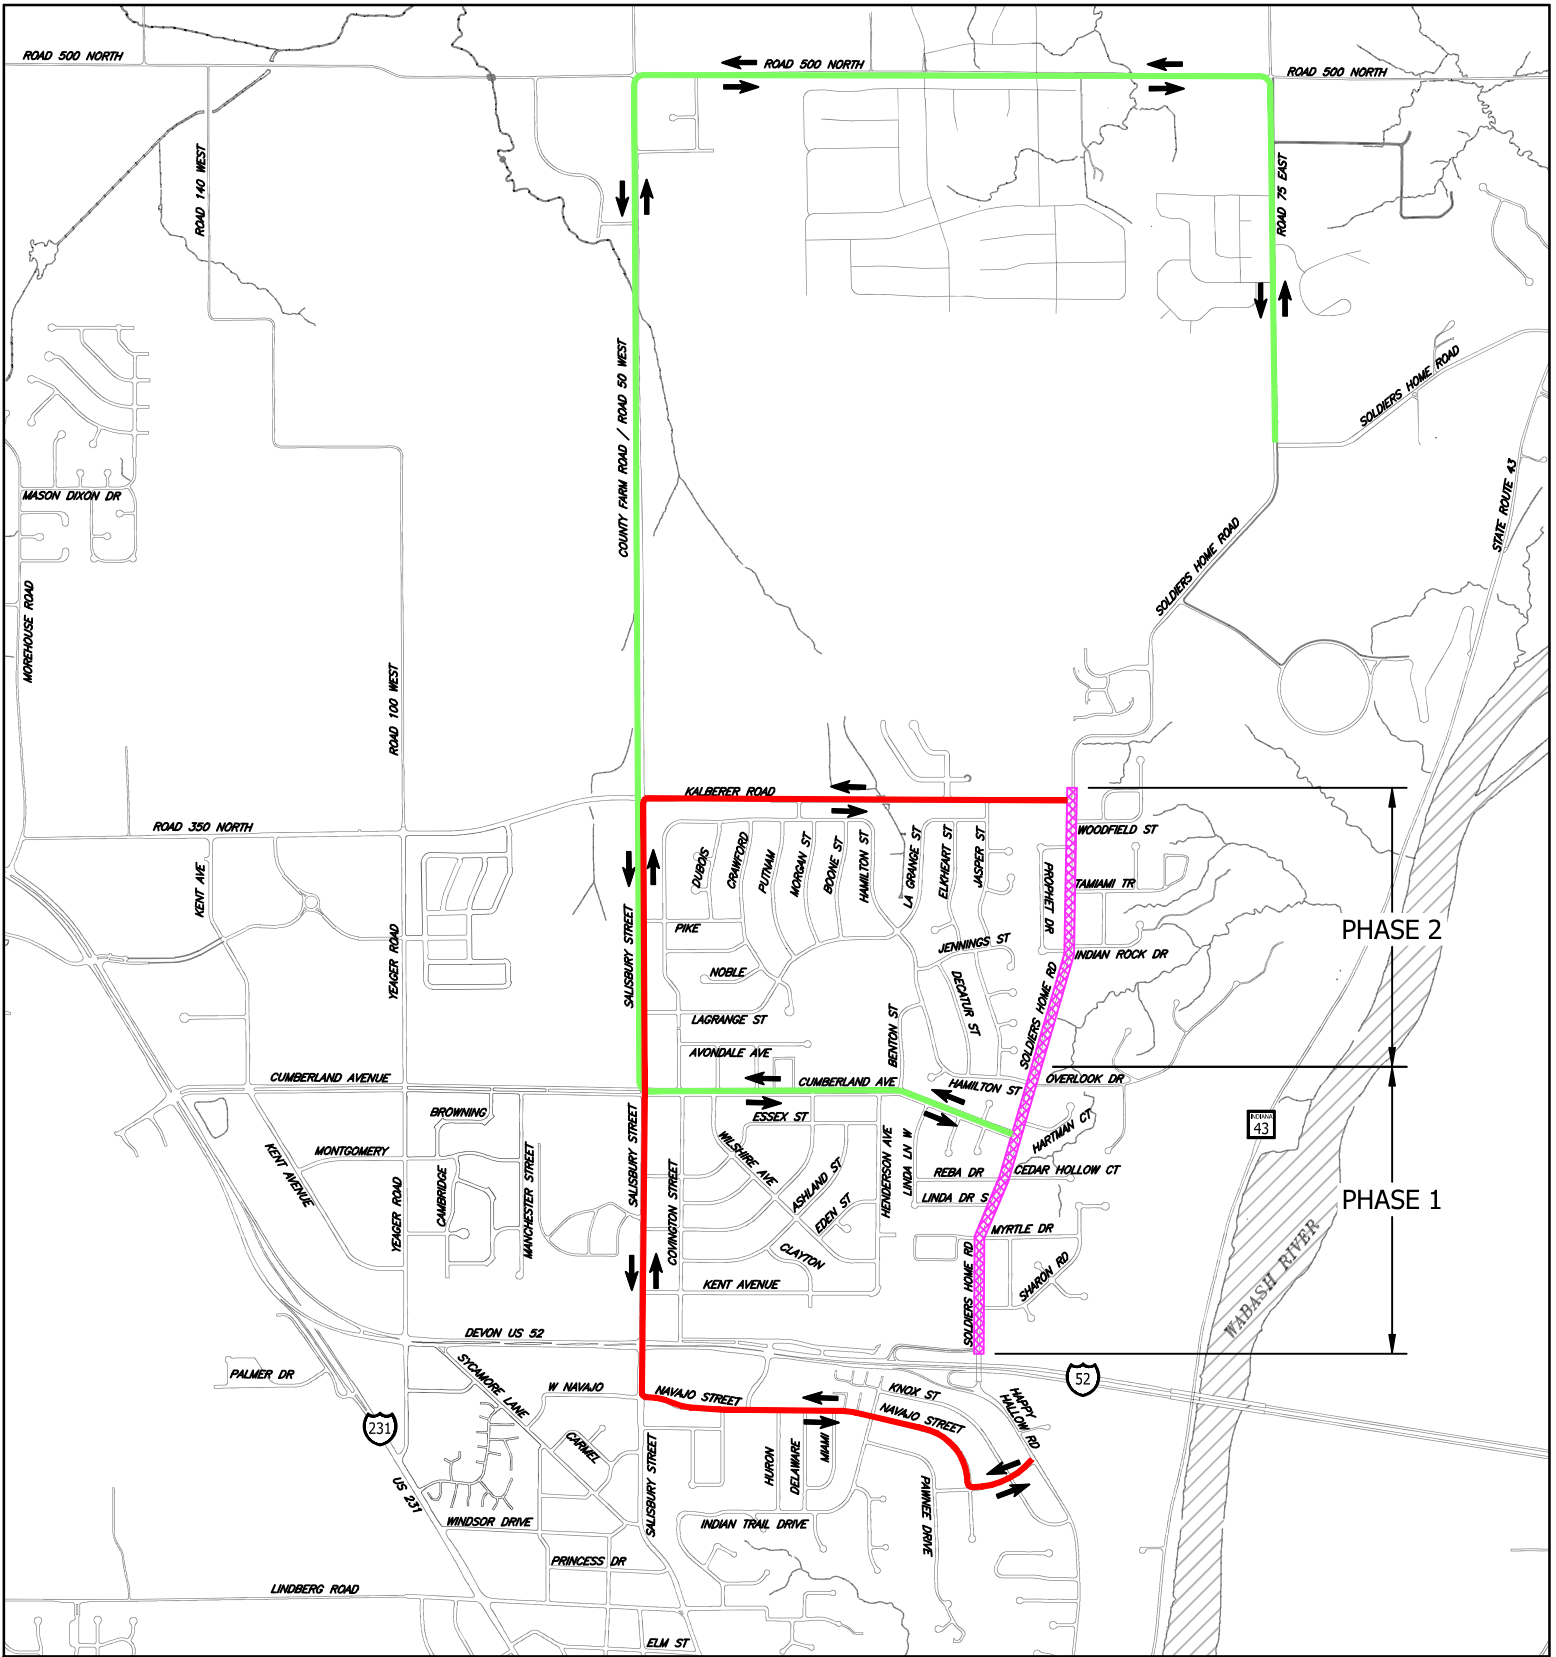 ROAD 500 NORTH
ROAD 500 NORTH
ROAD 500 NORTH
ROAD 140 WEST
ROAD 75 EAST
COUNTY FARM ROAD / ROAD 50 WEST
SOLDIERS HOME ROAD
STATE ROUTE 43
MASON DIXON DR
SOLDIERS HOME ROAD
MOREHOUSE ROAD
ROAD 100 WEST
KALBERER ROAD
ROAD 350 NORTH
WOODFIELD ST
KENT AVE
DUBOIS
CRAWFORD
PUTNAM
MORGAN ST
BOONE ST
HAMILTON ST
LA GRANGE ST
ELKHEART ST
JASPER ST
PROPHET DR
TAMIAMI TR
PHASE 2
PIKE
SALISBURY STREET
YEAGER ROAD
JENNINGS ST
INDIAN ROCK DR
NOBLE
DECATUR ST
SOLDIERS HOME RD
LAGRANGE ST
BENTON ST
AVONDALE AVE
CUMBERLAND AVENUE
CUMBERLAND AVE
HAMILTON ST
OVERLOOK DR
BROWNING
ESSEX ST
INDIANA
43
HARTMAN CT
MONTGOMERY
KENT AVENUE
WILSHIRE AVE
SALISBURY STREET
HENDERSON AVE
LINDA LN W
REBA DR
CEDAR HOLLOW CT
CAMBRIDGE
MANCHESTER STREET
COVINGTON STREET
ASHLAND ST
EDEN ST
LINDA DR S
PHASE 1
YEAGER ROAD
MYRTLE DR
CLAYTON
SOLDIERS HOME RD
SHARON RD
WABASH RIVER
KENT AVENUE
DEVON US 52
PALMER DR
SYCAMORE LANE
W NAVAJO
NAVAJO STREET
KNOX ST
HAPPY
HALLOW RD
52
NAVAJO STREET
231
CARMEL
SALISBURY STREET
HURON
DELAWARE
MIAMI
US 231
PAWNEE DRIVE
WINDSOR DRIVE
INDIAN TRAIL DRIVE
PRINCESS DR
LINDBERG ROAD
ELM ST